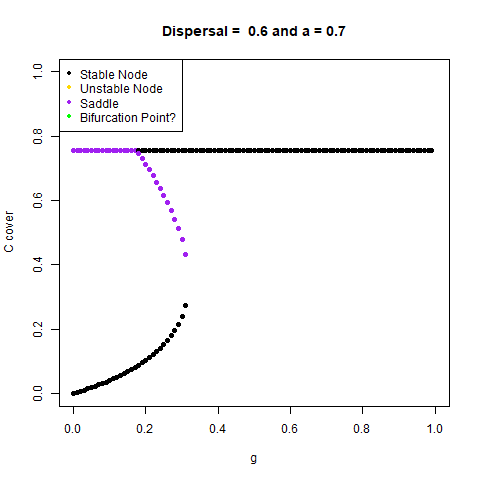 Dispersal =  0.6 and a = 0.7
Stable Node
Unstable Node
Saddle
Bifurcation Point?
C cover
1.0
0.8
0.6
0.4
0.2
0.0
0.0 0.2 0.4 0.6 0.8 1.0
g